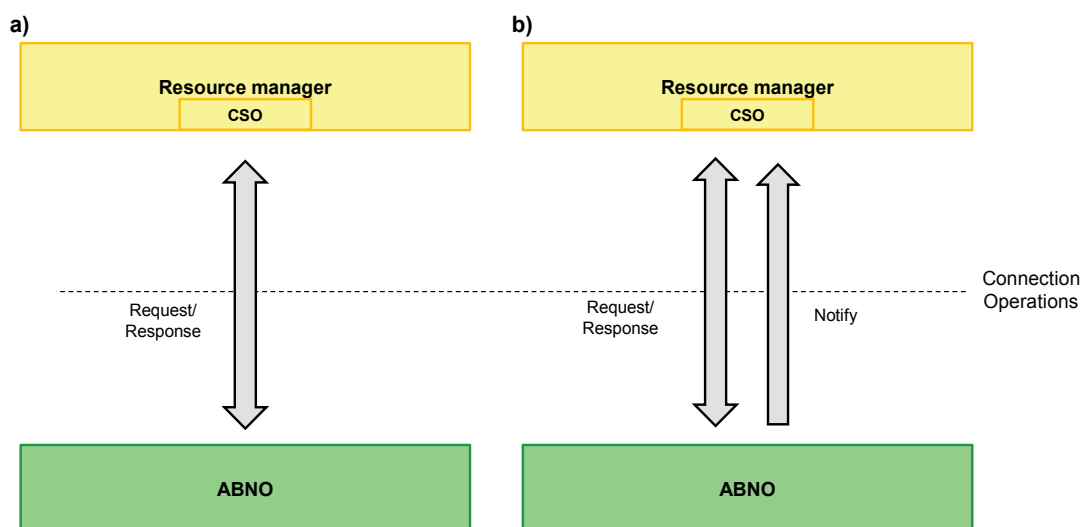 a)
Resource manager
CSO
Request/
Response
ABNO
b)
Resource manager
CSO
Request/
Response
Notify
Connection
Operations
ABNO